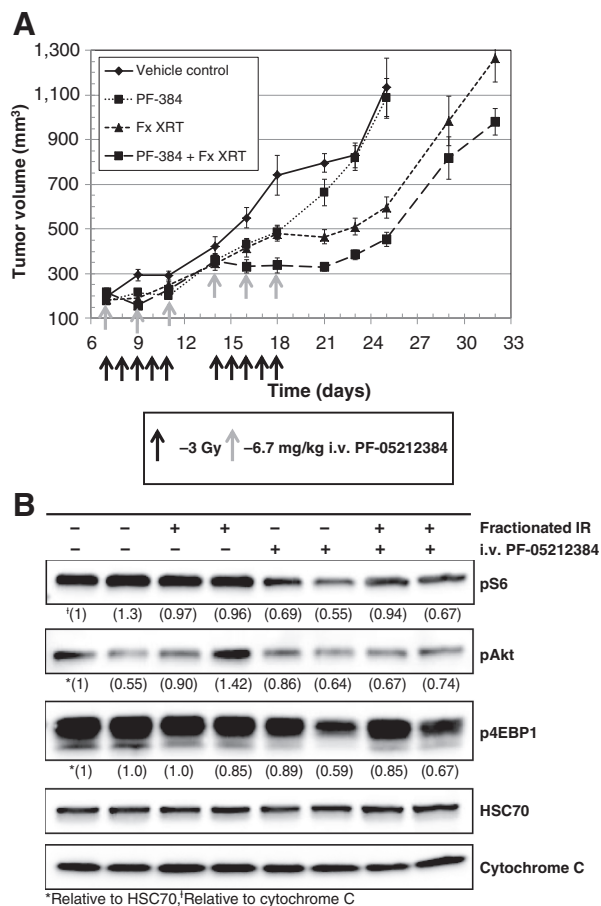 A
1,300
1,100
900
700
500
300
100
Tumor volume (mm³)
Vehicle control
PF-384
Fx XRT
PF-384 + Fx XRT
6 9 12 15 18 21 24 27 30 33
Time (days)
–3 Gy –6.7 mg/kg i.v. PF-05212384
B
– – + + – – + + Fractionated IR
– – – – + + + + i.v. PF-05212384
pS6
†(1) (1.3) (0.97) (0.96) (0.69) (0.55) (0.94) (0.67)
pAkt
*(1) (0.55) (0.90) (1.42) (0.86) (0.64) (0.67) (0.74)
p4EBP1
*(1) (1.0) (1.0) (0.85) (0.89) (0.59) (0.85) (0.67)
HSC70
Cytochrome C
*Relative to HSC70,†Relative to cytochrome C